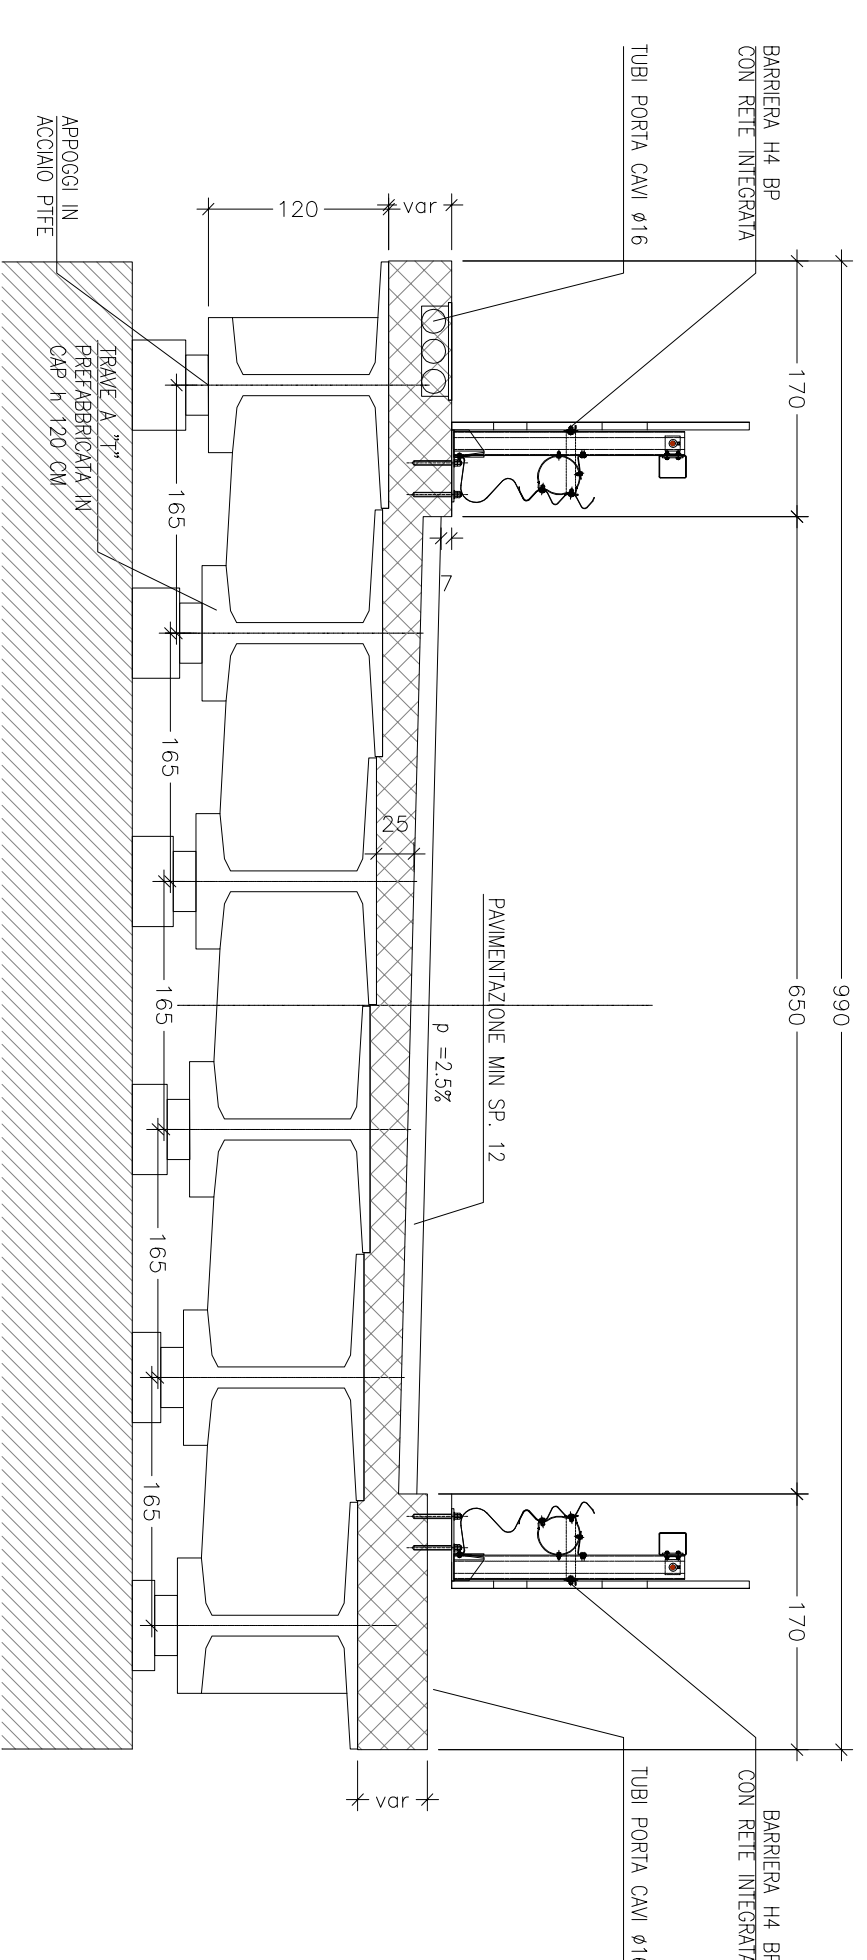 BARRIERA H4 BP
CON RETE INTEGRATA
TUBI PORTA CAVI ø16
APPOGGI IN
ACCIAIO PTFE
TRAVE A "T"
PREFABBRICATA IN
CAP h 120 CM
PAVIMENTAZIONE MIN SP. 12
p =2.5%
990
170
650
170
120
var
7
25
165
165
165
165
165
var
BARRIERA H4 BP
CON RETE INTEGRATA
TUBI PORTA CAVI ø16